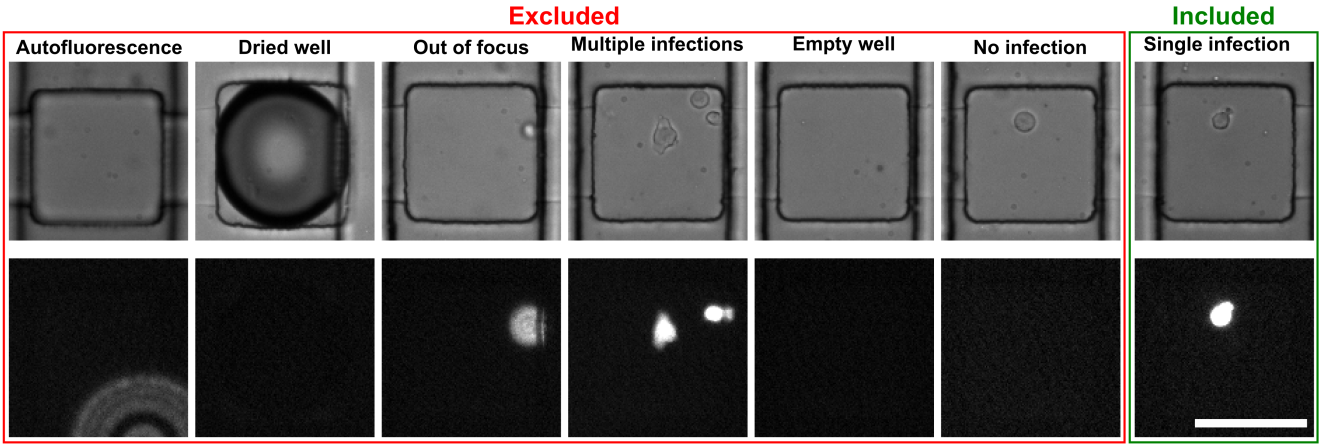 Excluded
Included
Autofluorescence
Dried well
Out of focus
Multiple infections
Empty well
No infection
Single infection